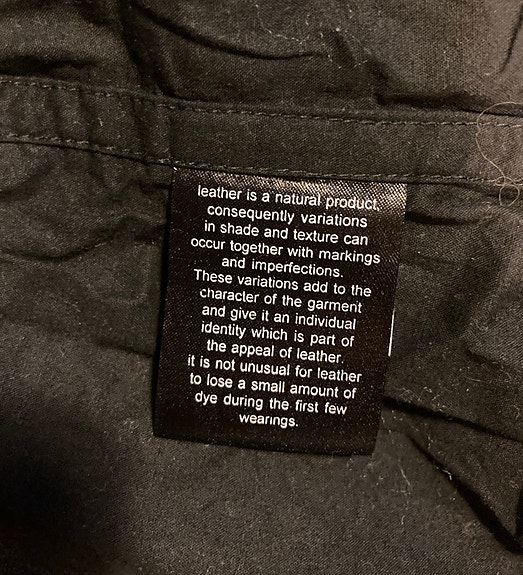 leather is a natural product,
consequently variations
in shade and texture can
occur together with markings
and imperfections.
These variations add to the
character of the garment
and give it an individual
identity which is part of
the appeal of leather.
it is not unusual for leather
to lose a small amount of
dye during the first few
wearings.